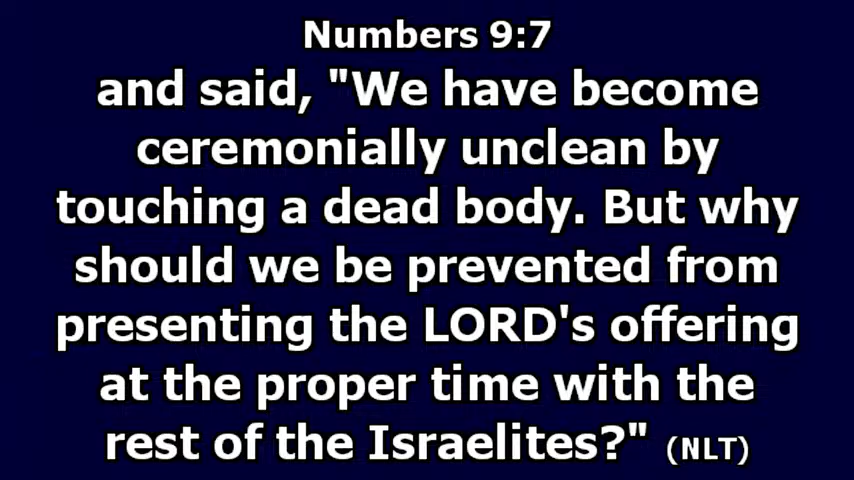 Numbers 9:7
and said, "We have become
ceremonially unclean by
touching a dead body. But why
should we be prevented from
presenting the LORD's offering
at the proper time with the
rest of the Israelites?" (NLT)